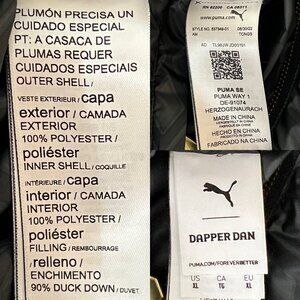 PLUMÓN PRECISA UN
CUIDADO ESPECIAL
PT: A CASACA DE
PLUMAS REQUER
CUIDADOS ESPECIAIS
OUTER SHELL /
VESTE EXTERIEUR / capa
exterior / CAMADA
EXTERIOR
100% POLYESTER /
poliéster
INNER SHELL / COQUILLE
INTÉRIEURE / capa
interior / CAMADA
INTERIOR
100% POLYESTER /
poliéster
FILLING / REMBOURRAGE
/ relleno /
ENCHIMENTO
90% DUCK DOWN / DUVET
www.puma.com
PUMA SE
PUMA WAY 1
DE-91074
HERZOGENAURACH
MADE IN CHINA
HECHO EN CHINA
FABRICADO NA CHINA
PUMA
DAPPER DAN
PUMA.COM/FOREVERBETTER
US CA EU
XL TG XL